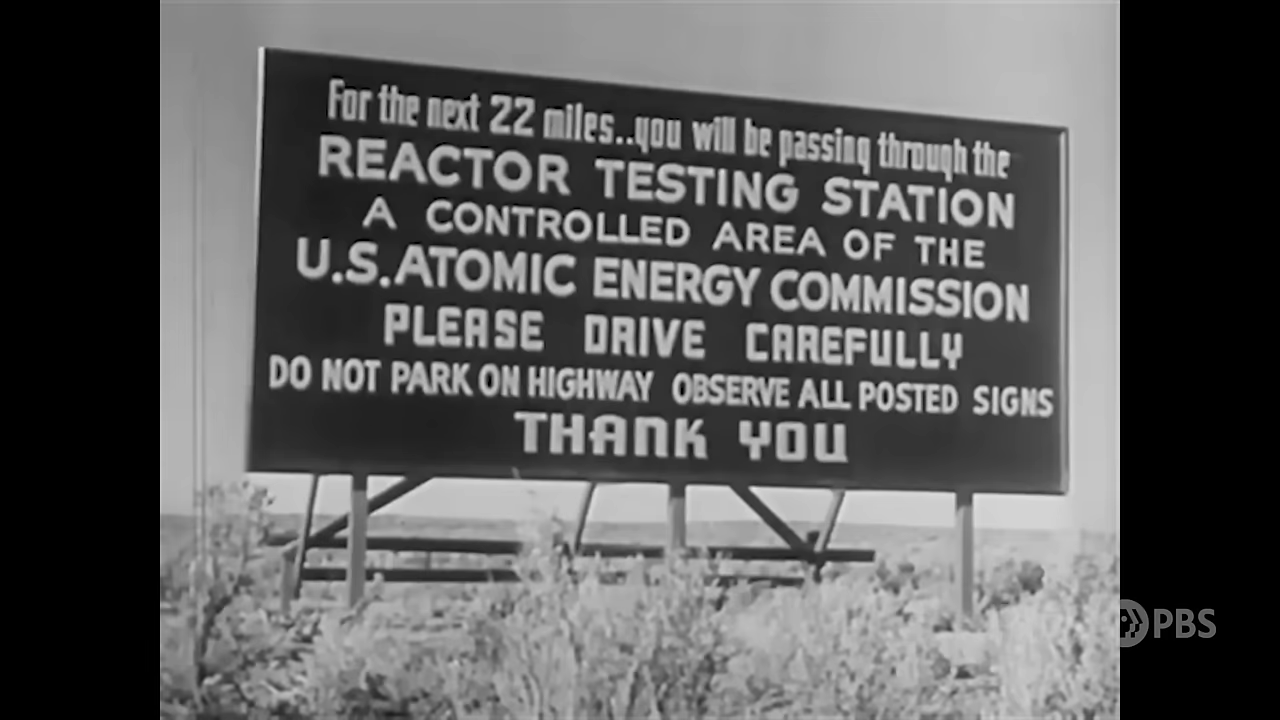 For the next 22 miles..you will be passing through the
REACTOR TESTING STATION
A CONTROLLED AREA OF THE
U.S. ATOMIC ENERGY COMMISSION
PLEASE DRIVE CAREFULLY
DO NOT PARK ON HIGHWAY OBSERVE ALL POSTED SIGNS
THANK YOU
PBS